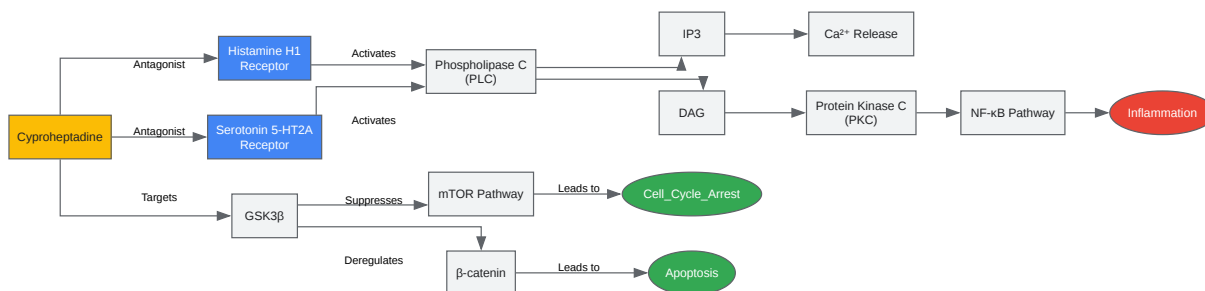 IP3
Ca²⁺ Release
Histamine H1
Receptor
Activates
Antagonist
Phospholipase C
(PLC)
DAG
Protein Kinase C
(PKC)
NF-κB Pathway
Inflammation
Activates
Cyproheptadine
Antagonist
Serotonin 5-HT2A
Receptor
Targets
GSK3β
Suppresses
mTOR Pathway
Leads to
Cell_Cycle_Arrest
Deregulates
β-catenin
Leads to
Apoptosis